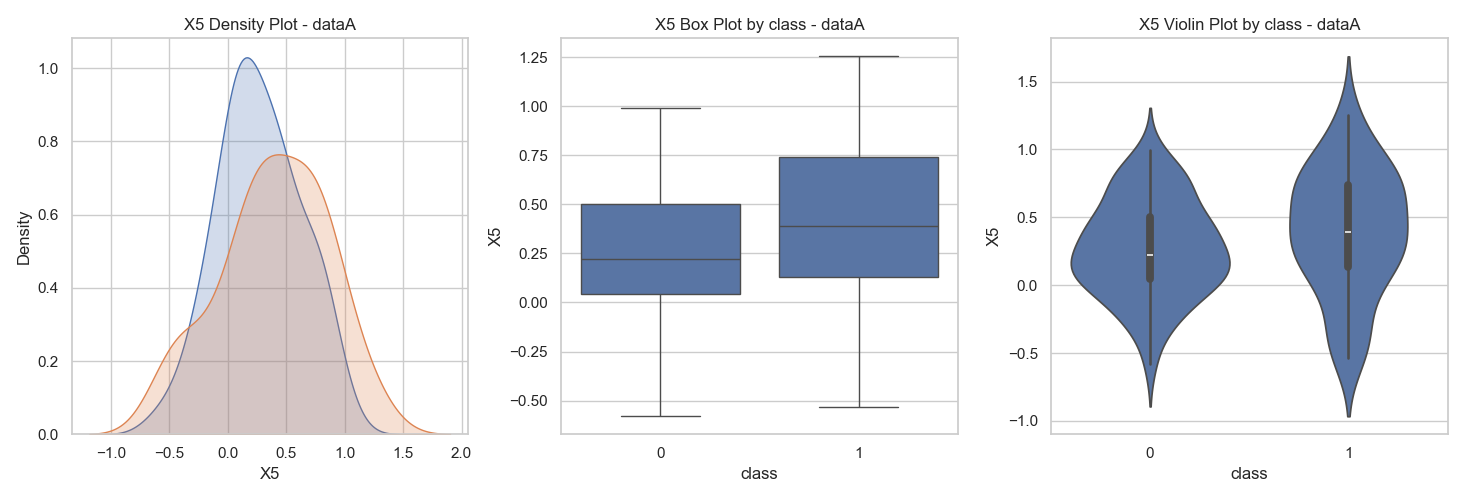 X5 Density Plot - dataA
1.0
0.8
0.6
0.4
0.2
0.0
Density
−1.0 −0.5 0.0 0.5 1.0 1.5 2.0
X5
X5 Box Plot by class - dataA
1.25
1.00
0.75
0.50
0.25
0.00
−0.25
−0.50
X5
0 1
class
X5 Violin Plot by class - dataA
1.5
1.0
0.5
0.0
−0.5
−1.0
X5
0 1
class